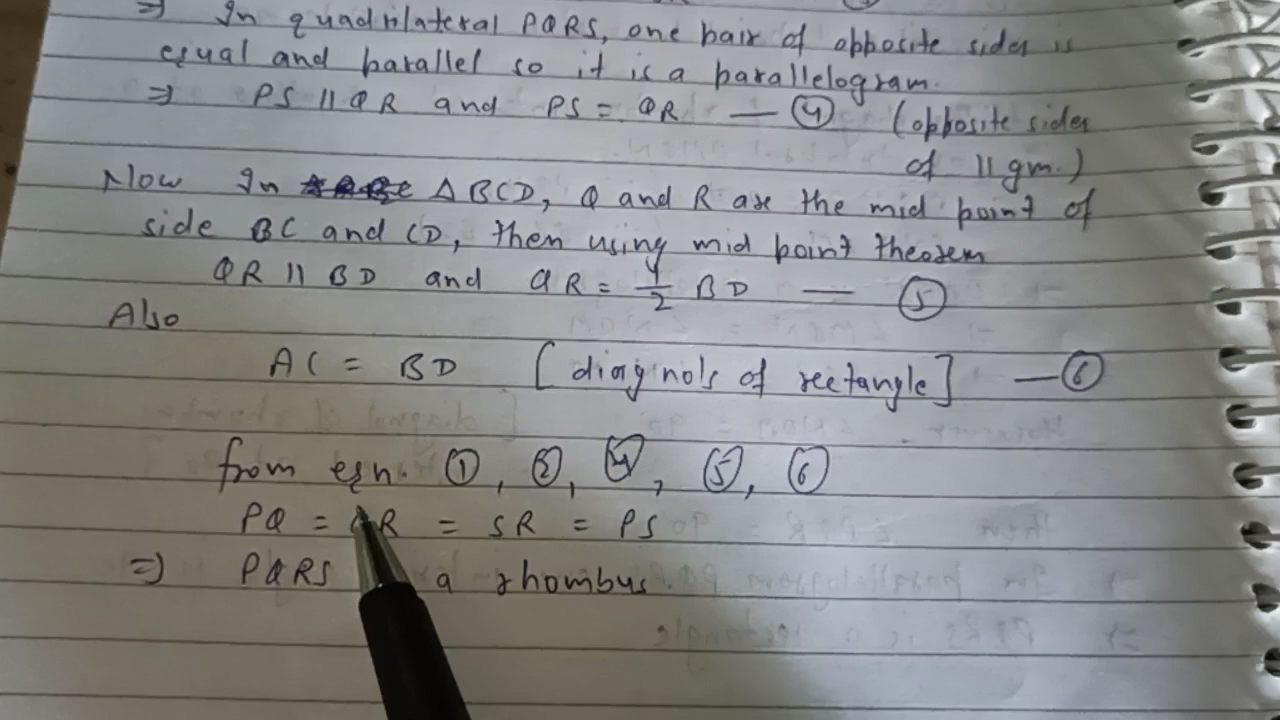 ⇒ In quadrilateral PQRS, one pair of opposite sides is
equal and parallel so it is a parallelogram.
⇒ PS || QR and PS = QR — ④ (opposite sides
of || gm.)
Now In Δ BCD, Q and R are the mid point of
side BC and CD, then using mid point theorem
QR || BD and QR = 1/2 BD — ⑤
Also
AC = BD [diagnols of rectangle] — ⑥
from eqn. ①, ②, ④, ⑤, ⑥
PQ = QR = SR = PS
⇒ PQRS a rhombus.